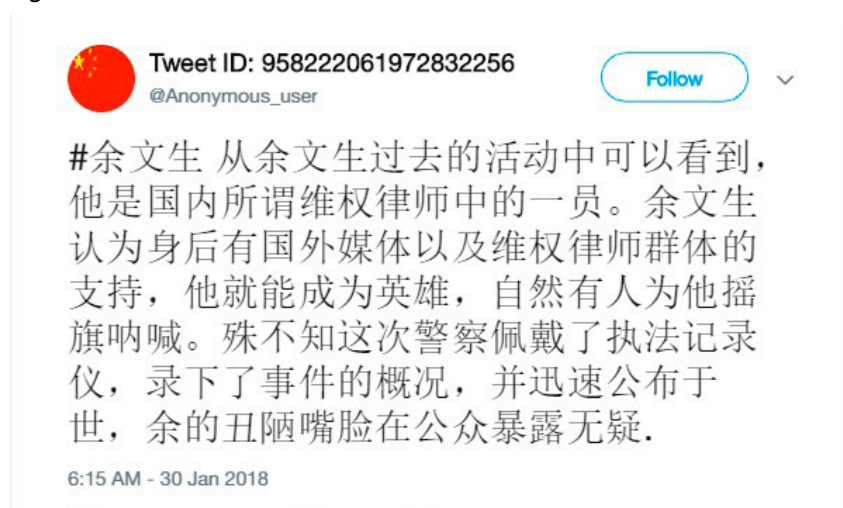 Tweet ID: 958222061972832256
@Anonymous_user
Follow
#余文生 从余文生过去的活动中可以看到，
他是国内所谓维权律师中的一员。余文生
认为身后有国外媒体以及维权律师群体的
支持，他就能成为英雄，自然有人为他摇
旗呐喊。殊不知这次警察佩戴了执法记录
仪，录下了事件的概况，并迅速公布于
世，余的丑陋嘴脸在公众暴露无疑.
6:15 AM - 30 Jan 2018